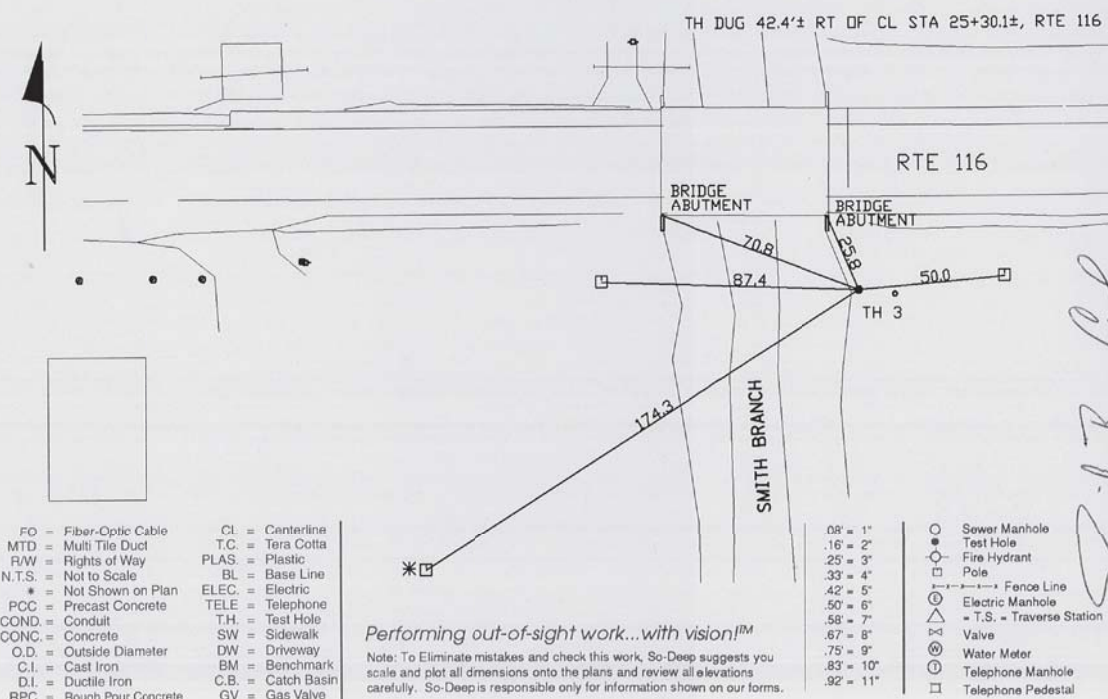 TH DUG 42.4'± RT OF CL STA 25+30.1±, RTE 116
N
RTE 116
BRIDGE
ABUTMENT
BRIDGE
ABUTMENT
70.8
25.8
87.4
50.0
TH 3
174.3
SMITH BRANCH
*
FO = Fiber-Optic Cable
MTD = Multi Tile Duct
R/W = Rights of Way
N.T.S. = Not to Scale
* = Not Shown on Plan
PCC = Precast Concrete
COND. = Conduit
CONC. = Concrete
O.D. = Outside Diameter
C.I. = Cast Iron
D.I. = Ductile Iron
RPC = Rough Pour Concrete
CL = Centerline
T.C. = Tera Cotta
PLAS. = Plastic
BL = Base Line
ELEC. = Electric
TELE = Telephone
T.H. = Test Hole
SW = Sidewalk
DW = Driveway
BM = Benchmark
C.B. = Catch Basin
GV = Gas Valve
Performing out-of-sight work...with vision!™
Note: To Eliminate mistakes and check this work, So-Deep suggests you
scale and plot all dimensions onto the plans and review all elevations
carefully. So-Deep is responsible only for information shown on our forms.
.08' = 1"
.16' = 2"
.25' = 3"
.33' = 4"
.42' = 5"
.50' = 6"
.58' = 7"
.67' = 8"
.75' = 9"
.83' = 10"
.92' = 11"
Sewer Manhole
Test Hole
Fire Hydrant
Pole
Fence Line
E Electric Manhole
= T.S. = Traverse Station
Valve
W Water Meter
T Telephone Manhole
Telephone Pedestal